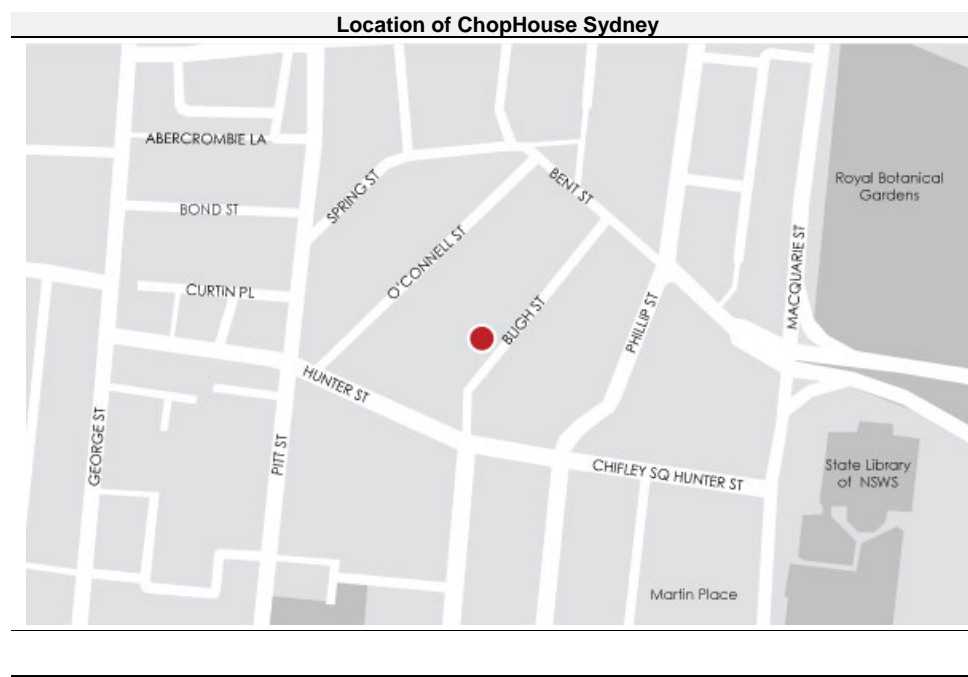 Location of ChopHouse Sydney
ABERCROMBIE LA
BOND ST
SPRING ST
BENT ST
Royal Botanical
Gardens
O'CONNELL ST
CURTIN PL
BLIGH ST
PHILLIP ST
MACQUARIE ST
HUNTER ST
GEORGE ST
PITT ST
CHIFLEY SQ HUNTER ST
State Library
of NSWS
Martin Place